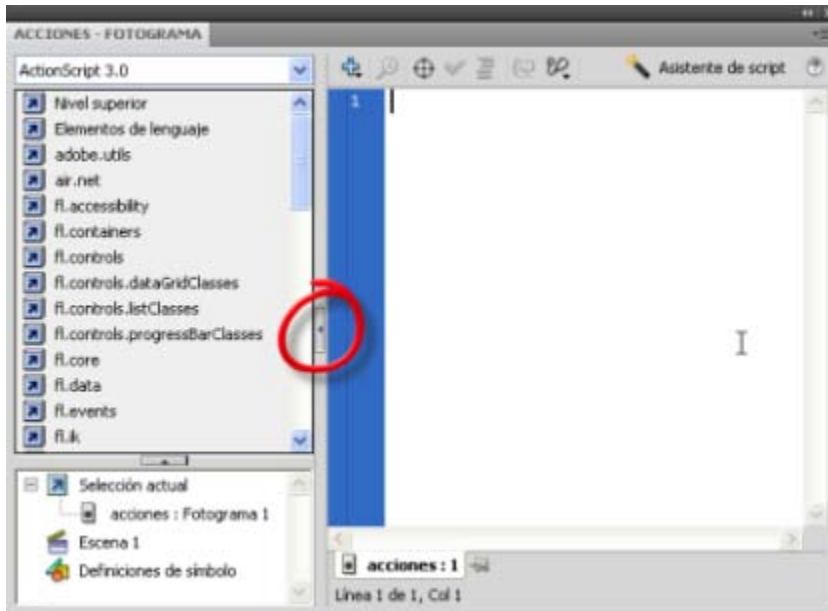 ACCIONES - FOTOGRAMA
ActionScript 3.0
Asistente de script
Nivel superior
Elementos de lenguaje
adobe.utils
air.net
fl.accessibility
fl.containers
fl.controls
fl.controls.dataGridClasses
fl.controls.listClasses
fl.controls.progressBarClasses
fl.core
fl.data
fl.events
fl.ik
1
Selección actual
acciones : Fotograma 1
Escena 1
Definiciones de símbolo
acciones : 1
Línea 1 de 1, Col 1